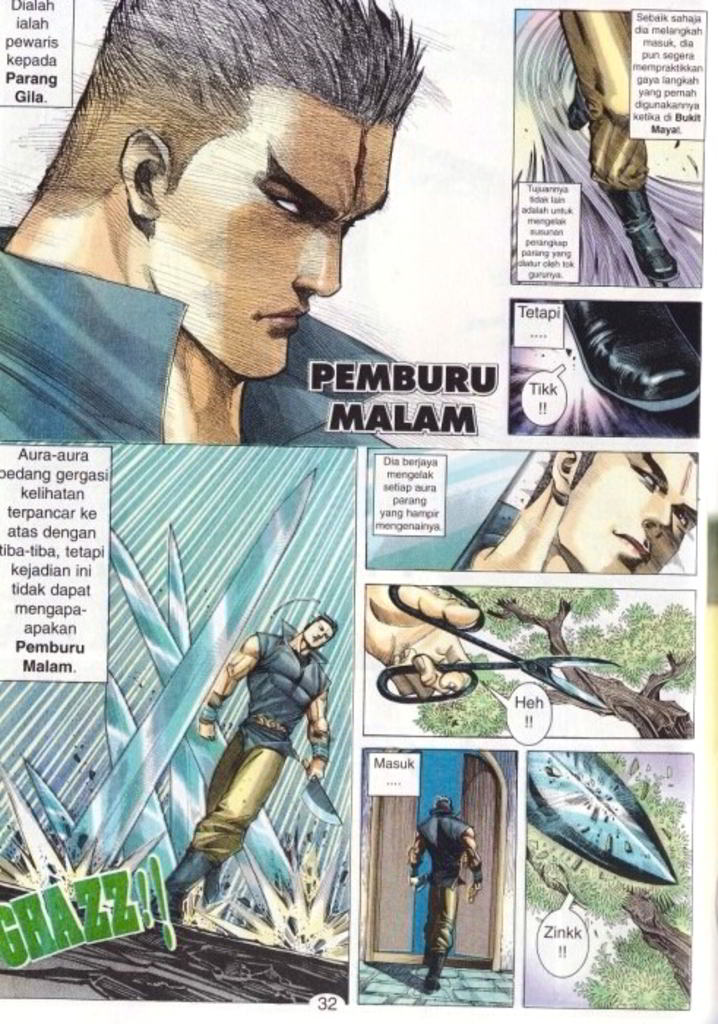 Dialah
ialah
pewaris
kepada
Parang
Gila.
PEMBURU
MALAM
Sebaik sahaja
dia melangkah
masuk, dia
pun segera
mempraktikkan
gaya langkah
yang pernah
digunakannya
ketika di Bukit
Mayat.
Tujuannya
tidak lain
adalah untuk
mengelak
susunan
perangkap
parang yang
diatur oleh tok
gurunya.
Tetapi
....
Tikk
!!
Aura-aura
pedang gergasi
kelihatan
terpancar ke
atas dengan
tiba-tiba, tetapi
kejadian ini
tidak dapat
mengapa-
apakan
Pemburu
Malam.
GHAZZ!!
Dia berjaya
mengelak
setiap aura
parang
yang hampir
mengenainya.
Heh
!!
Masuk
....
Zinkk
!!
32